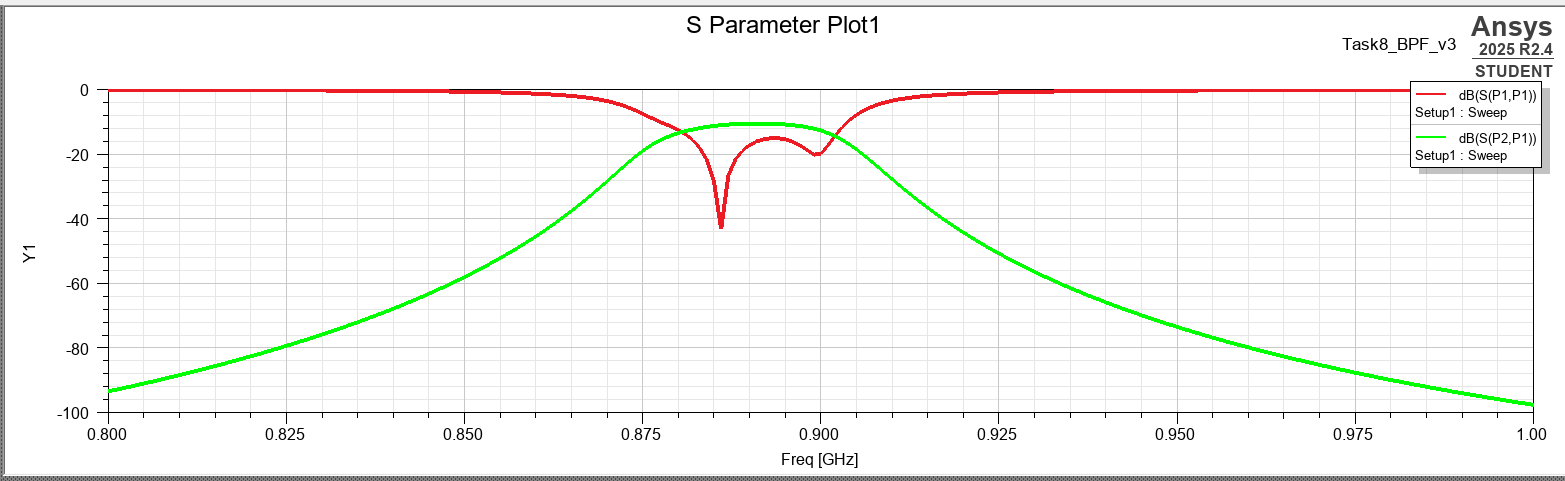 S Parameter Plot1
Ansys
Task8_BPF_v3
2025 R2.4
STUDENT
dB(S(P1,P1))
Setup1 : Sweep
dB(S(P2,P1))
Setup1 : Sweep
0
-20
-40
-60
-80
-100
Y1
0.800 0.825 0.850 0.875 0.900 0.925 0.950 0.975 1.00
Freq [GHz]